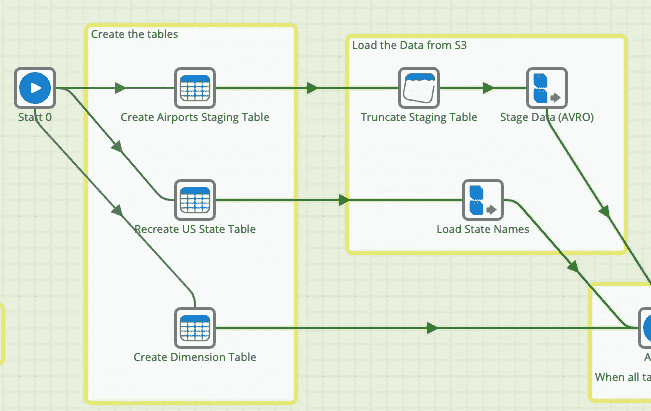 Create the tables
Load the Data from S3
Start 0
Create Airports Staging Table
Truncate Staging Table
Stage Data (AVRO)
Recreate US State Table
Load State Names
Create Dimension Table
A
When all ta